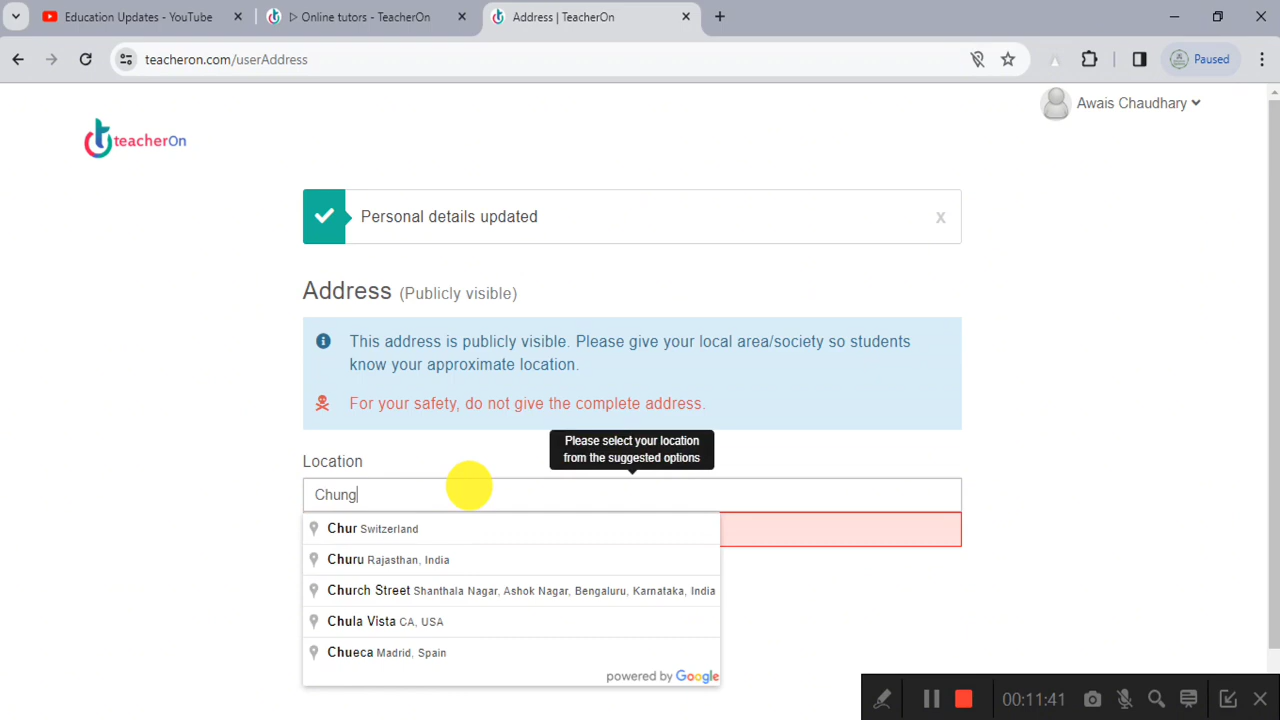 Education Updates - YouTube
▷ Online tutors - TeacherOn
Address | TeacherOn
teacheron.com/userAddress
Paused
Awais Chaudhary
teacherOn
Personal details updated
x
Address (Publicly visible)
This address is publicly visible. Please give your local area/society so students
know your approximate location.
For your safety, do not give the complete address.
Please select your location
from the suggested options
Location
Chung
Chur Switzerland
Churu Rajasthan, India
Church Street Shanthala Nagar, Ashok Nagar, Bengaluru, Karnataka, India
Chula Vista CA, USA
Chueca Madrid, Spain
powered by Google
00:11:41